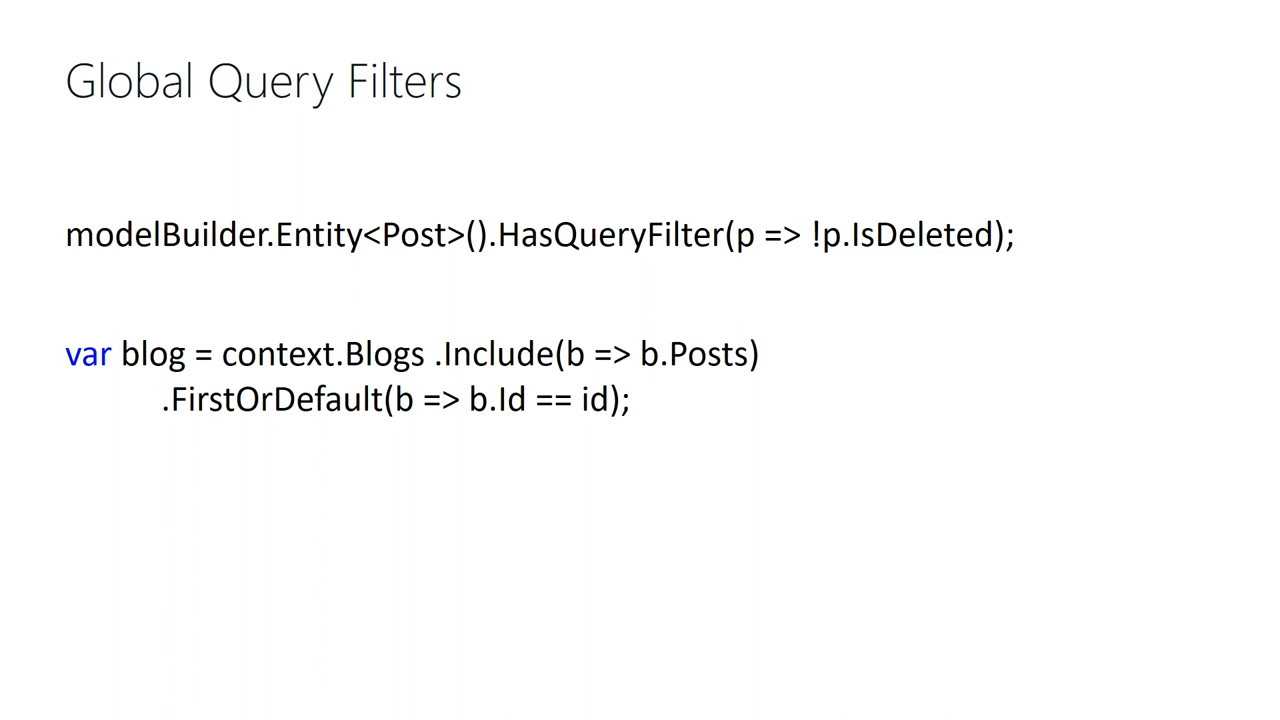 Global Query Filters
modelBuilder.Entity<Post>().HasQueryFilter(p => !p.IsDeleted);
var blog = context.Blogs .Include(b => b.Posts)
.FirstOrDefault(b => b.Id == id);